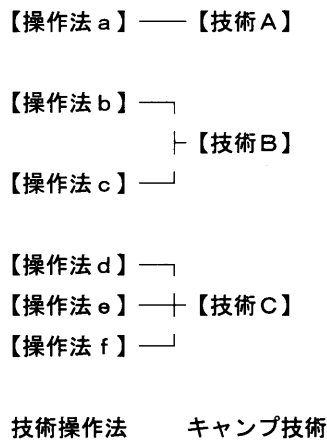 【操作法ａ】──【技術Ａ】
【操作法ｂ】─┐
├【技術Ｂ】
【操作法ｃ】─┘
【操作法ｄ】─┐
【操作法ｅ】─┼【技術Ｃ】
【操作法ｆ】─┘
技術操作法　　キャンプ技術